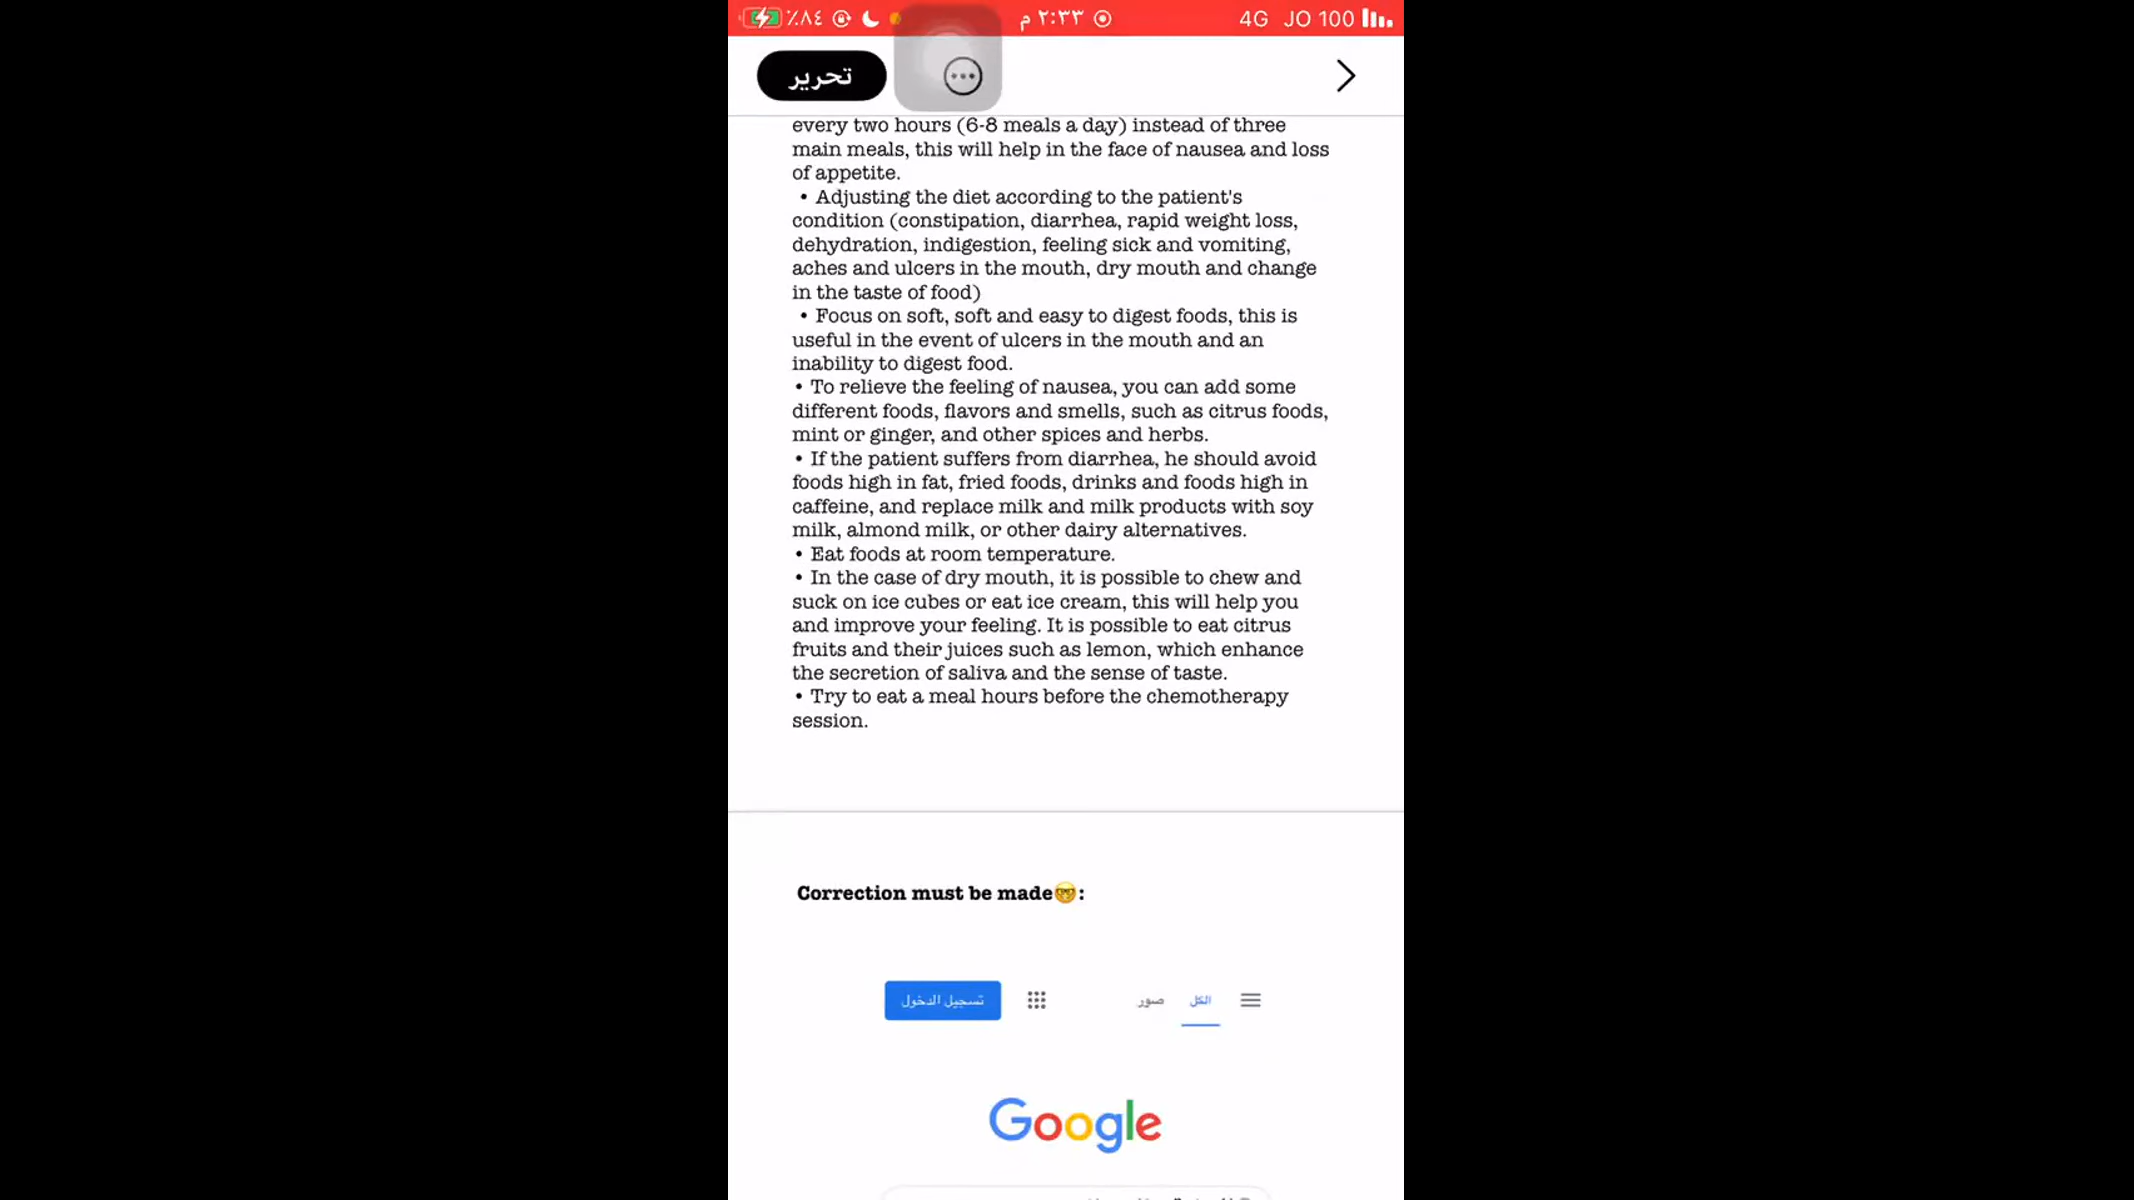 ٪٨٤ ٢:٣٣ م 4G JO 100
تحرير
every two hours (6-8 meals a day) instead of three
main meals, this will help in the face of nausea and loss
of appetite.
• Adjusting the diet according to the patient's
condition (constipation, diarrhea, rapid weight loss,
dehydration, indigestion, feeling sick and vomiting,
aches and ulcers in the mouth, dry mouth and change
in the taste of food)
• Focus on soft, soft and easy to digest foods, this is
useful in the event of ulcers in the mouth and an
inability to digest food.
• To relieve the feeling of nausea, you can add some
different foods, flavors and smells, such as citrus foods,
mint or ginger, and other spices and herbs.
• If the patient suffers from diarrhea, he should avoid
foods high in fat, fried foods, drinks and foods high in
caffeine, and replace milk and milk products with soy
milk, almond milk, or other dairy alternatives.
• Eat foods at room temperature.
• In the case of dry mouth, it is possible to chew and
suck on ice cubes or eat ice cream, this will help you
and improve your feeling. It is possible to eat citrus
fruits and their juices such as lemon, which enhance
the secretion of saliva and the sense of taste.
• Try to eat a meal hours before the chemotherapy
session.
Correction must be made🤓:
الكل صور تسجيل الدخول
Google